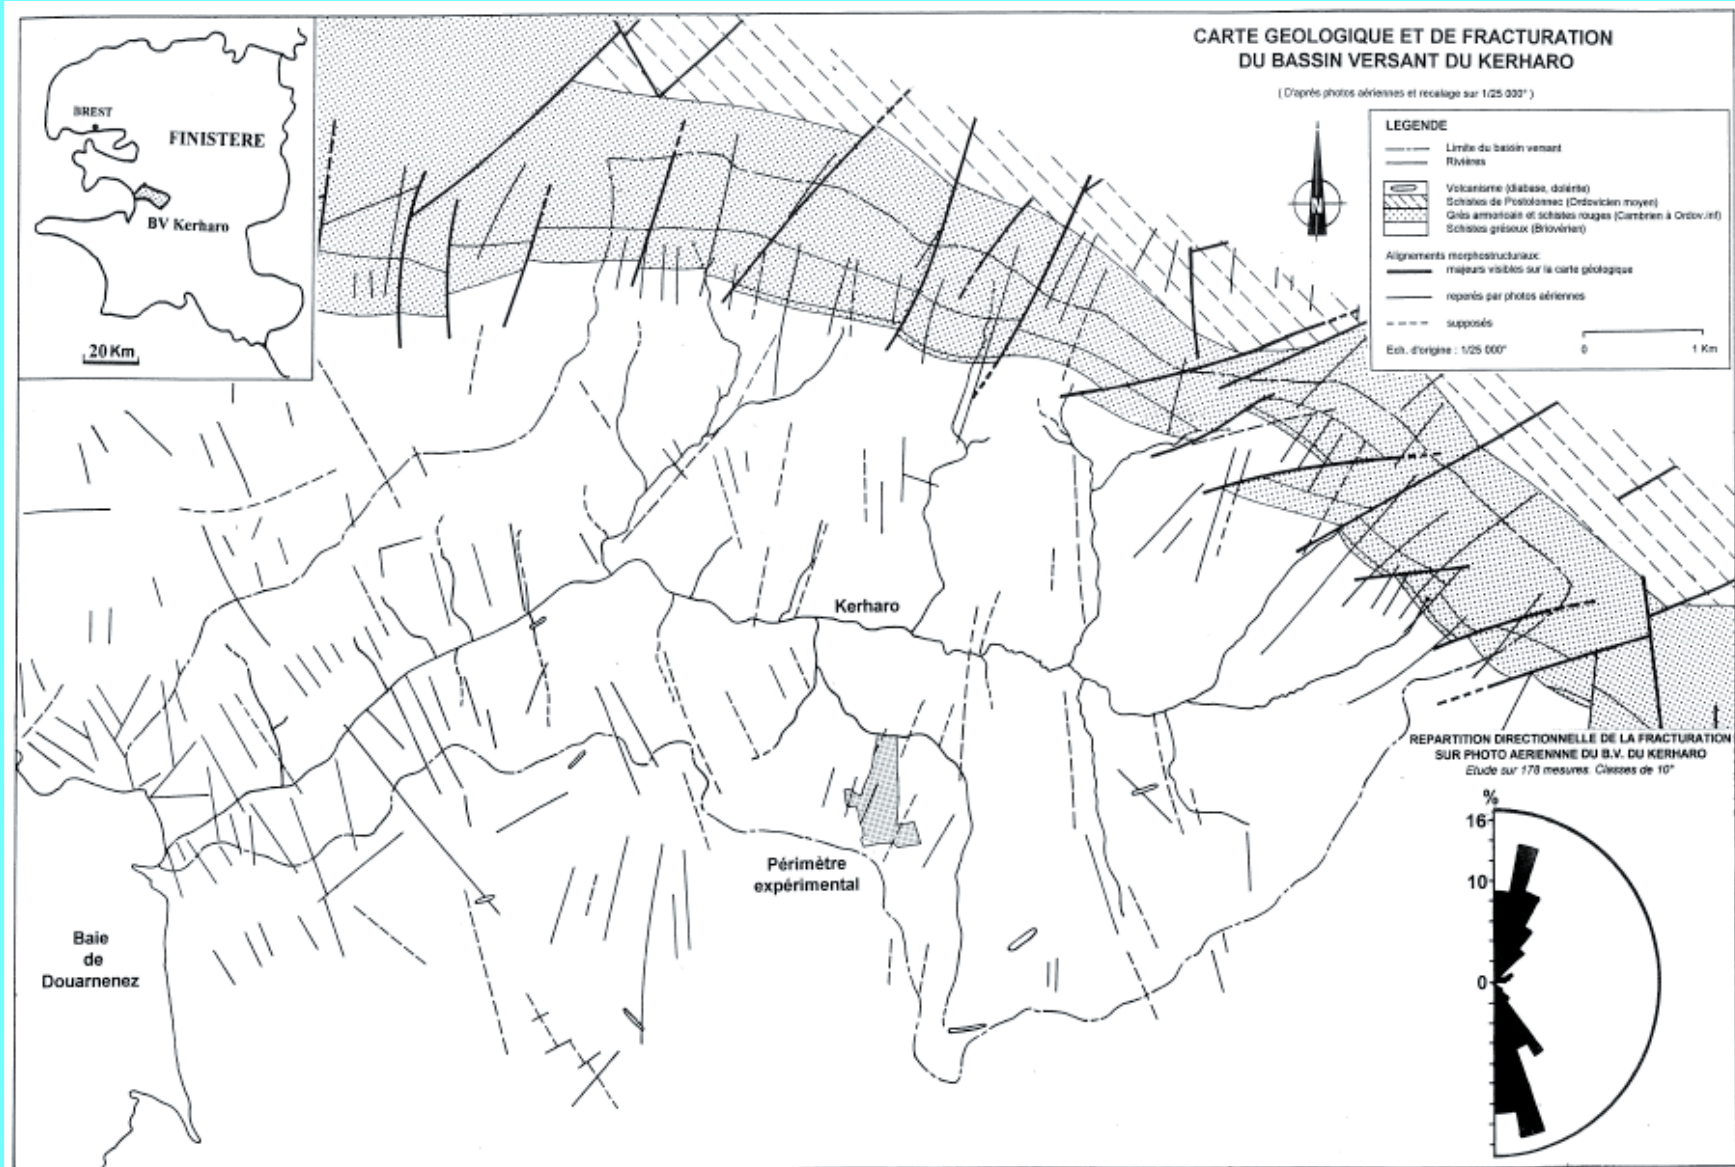 CARTE GEOLOGIQUE ET DE FRACTURATION
DU BASSIN VERSANT DU KERHARO
( D'après photos aériennes et recalage sur 1/25 000° )
BREST
FINISTERE
BV Kerharo
20 Km
N
LEGENDE
Limite du bassin versant
Rivières
Volcanisme (diabase, dolérite)
Schistes de Postolonnec (Ordovicien moyen)
Grès armoricain et schistes rouges (Cambrien à Ordov.inf)
Schistes gréseux (Briovérien)
Alignements morphostructuraux:
majeurs visibles sur la carte géologique
reperés par photos aériennes
supposés
Ech. d'origine : 1/25 000°
0 1 Km
Kerharo
Périmètre
expérimental
Baie
de
Douarnenez
REPARTITION DIRECTIONNELLE DE LA FRACTURATION
SUR PHOTO AERIENNNE DU B.V. DU KERHARO
Etude sur 178 mesures. Classes de 10°
%
16
10
0